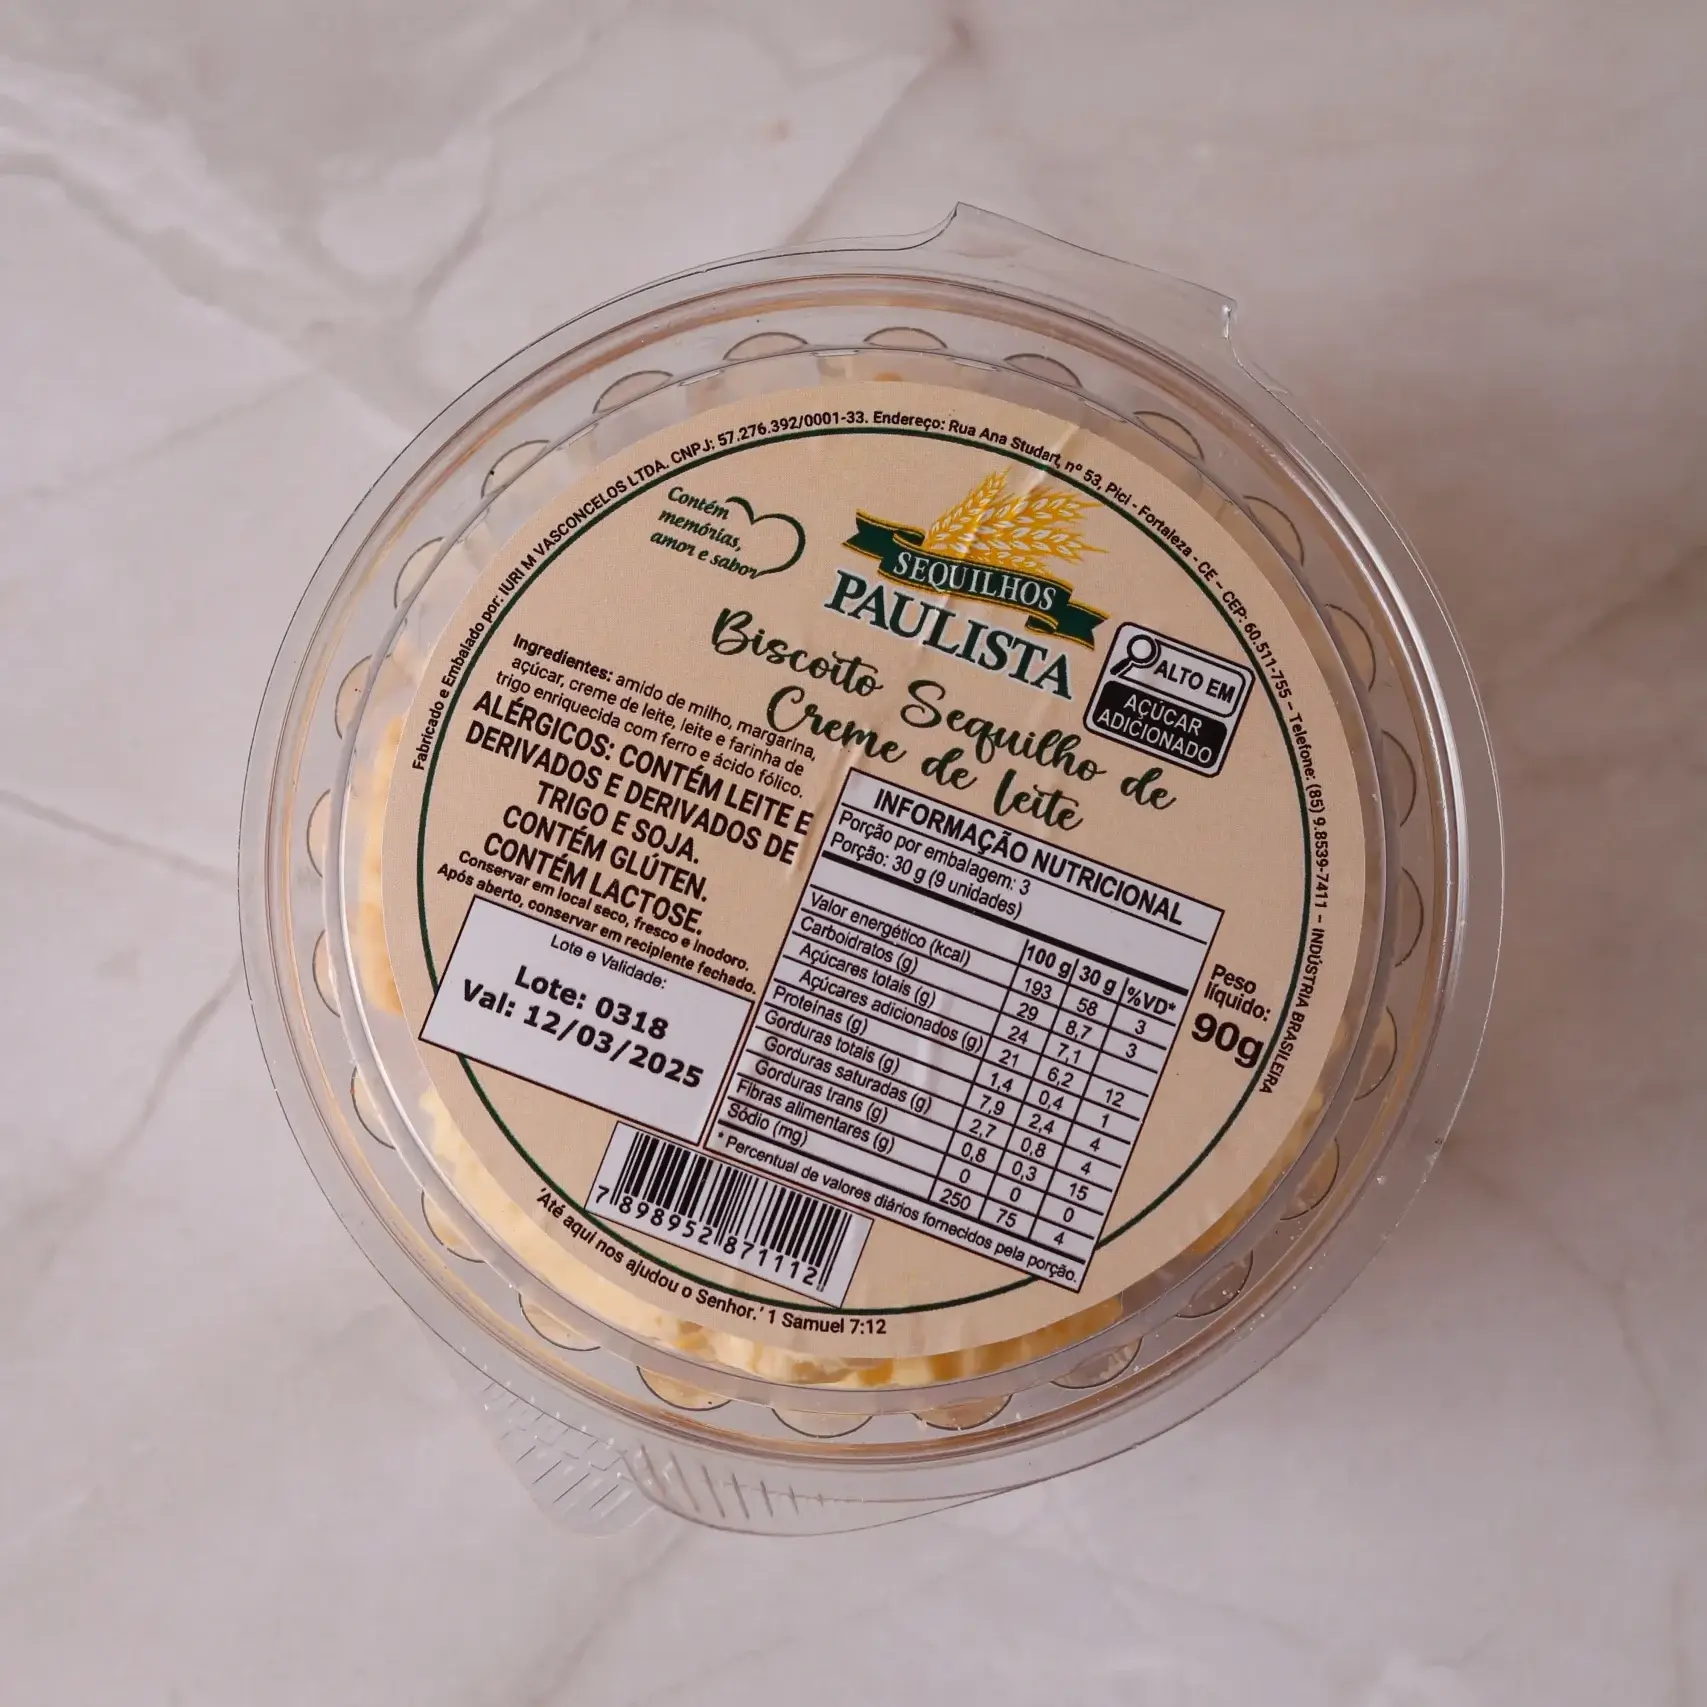 Fabricado e Embalado por: IURI M VASCONCELOS LTDA. CNPJ: 57.276.392/0001-33. Endereço: Rua Ana Studart, nº 53, Pici - Fortaleza - CE - CEP: 60.511-755 - Telefone: (85) 9.8539-7411 - INDÚSTRIA BRASILEIRA
Contém
memórias,
amor e sabor
SEQUILHOS
PAULISTA
Biscoito Sequilho de
Creme de leite
ALTO EM
AÇÚCAR
ADICIONADO
Ingredientes: amido de milho, margarina,
açúcar, creme de leite, leite e farinha de
trigo enriquecida com ferro e ácido fólico.
ALÉRGICOS: CONTÉM LEITE E
DERIVADOS E DERIVADOS DE
TRIGO E SOJA.
CONTÉM GLÚTEN.
CONTÉM LACTOSE.
Conservar em local seco, fresco e inodoro.
Após aberto, conservar em recipiente fechado.
Lote e Validade:
Lote: 0318
Val: 12/03/2025
INFORMAÇÃO NUTRICIONAL
Porção por embalagem: 3
Porção: 30 g (9 unidades)
100 g 30 g %VD*
Valor energético (kcal) 193 58 3
Carboidratos (g) 29 8,7 3
Açúcares totais (g) 24 7,1
Açúcares adicionados (g) 21 6,2 12
Proteínas (g) 1,4 0,4 1
Gorduras totais (g) 7,9 2,4 4
Gorduras saturadas (g) 2,7 0,8 4
Gorduras trans (g) 0,8 0,3 15
Fibras alimentares (g) 0 0 0
Sódio (mg) 250 75 4
* Percentual de valores diários fornecidos pela porção.
Peso
líquido:
90g
7 898952 871112
'Até aqui nos ajudou o Senhor.' 1 Samuel 7:12